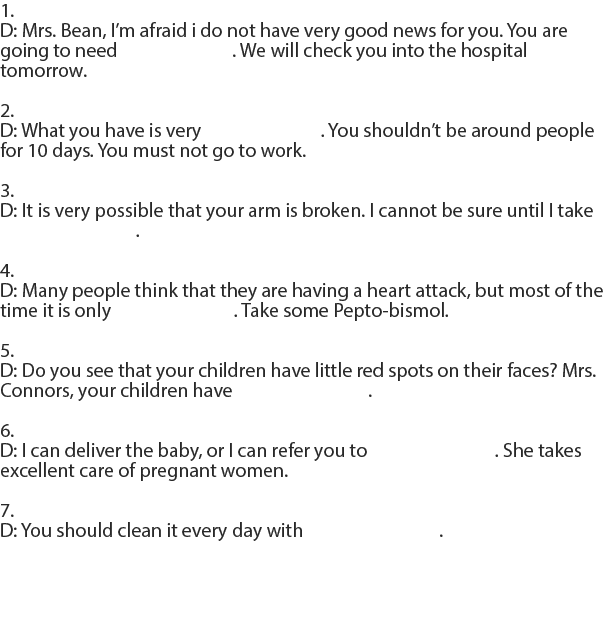 1.
D: Mrs. Bean, I'm afraid i do not have very good news for you. You are
going to need . We will check you into the hospital
tomorrow.
2.
D: What you have is very . You shouldn't be around people
for 10 days. You must not go to work.
3.
D: It is very possible that your arm is broken. I cannot be sure until I take
.
4.
D: Many people think that they are having a heart attack, but most of the
time it is only . Take some Pepto-bismol.
5.
D: Do you see that your children have little red spots on their faces? Mrs.
Connors, your children have .
6.
D: I can deliver the baby, or I can refer you to . She takes
excellent care of pregnant women.
7.
D: You should clean it every day with .